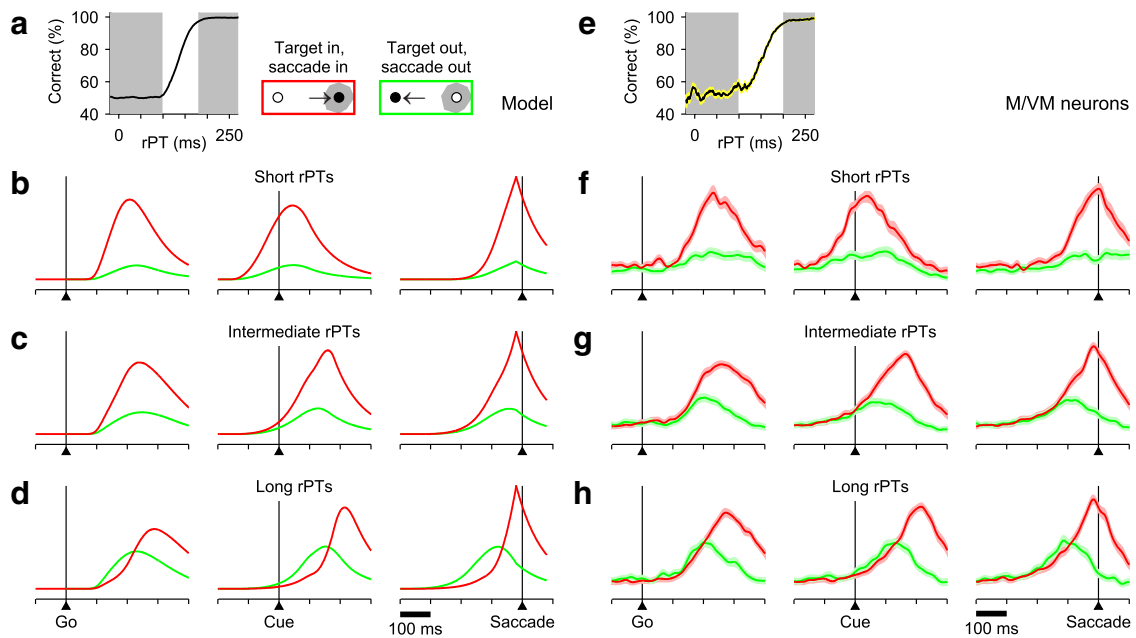 a
Correct (%)
100
80
60
40
0
250
rPT (ms)
Target in,
saccade in
Target out,
saccade out
Model
e
Correct (%)
100
80
60
40
0
250
rPT (ms)
M/VM neurons
b
Short rPTs
f
Short rPTs
c
Intermediate rPTs
g
Intermediate rPTs
d
Long rPTs
h
Long rPTs
Go
Cue
100 ms
Saccade
Go
Cue
Saccade